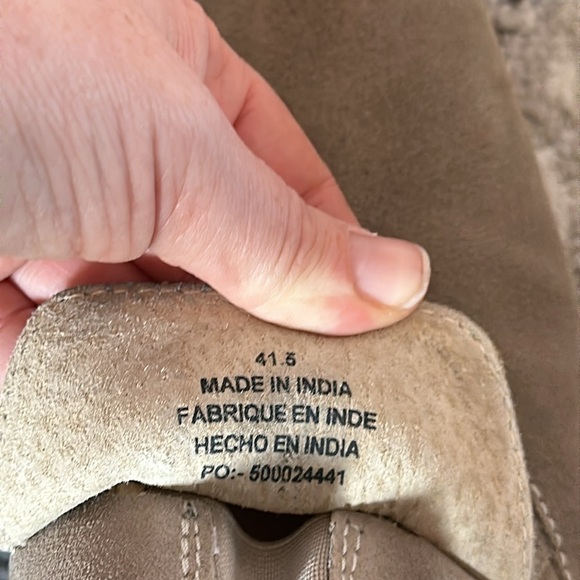 41.5
MADE IN INDIA
FABRIQUE EN INDE
HECHO EN INDIA
PO:- 500024441